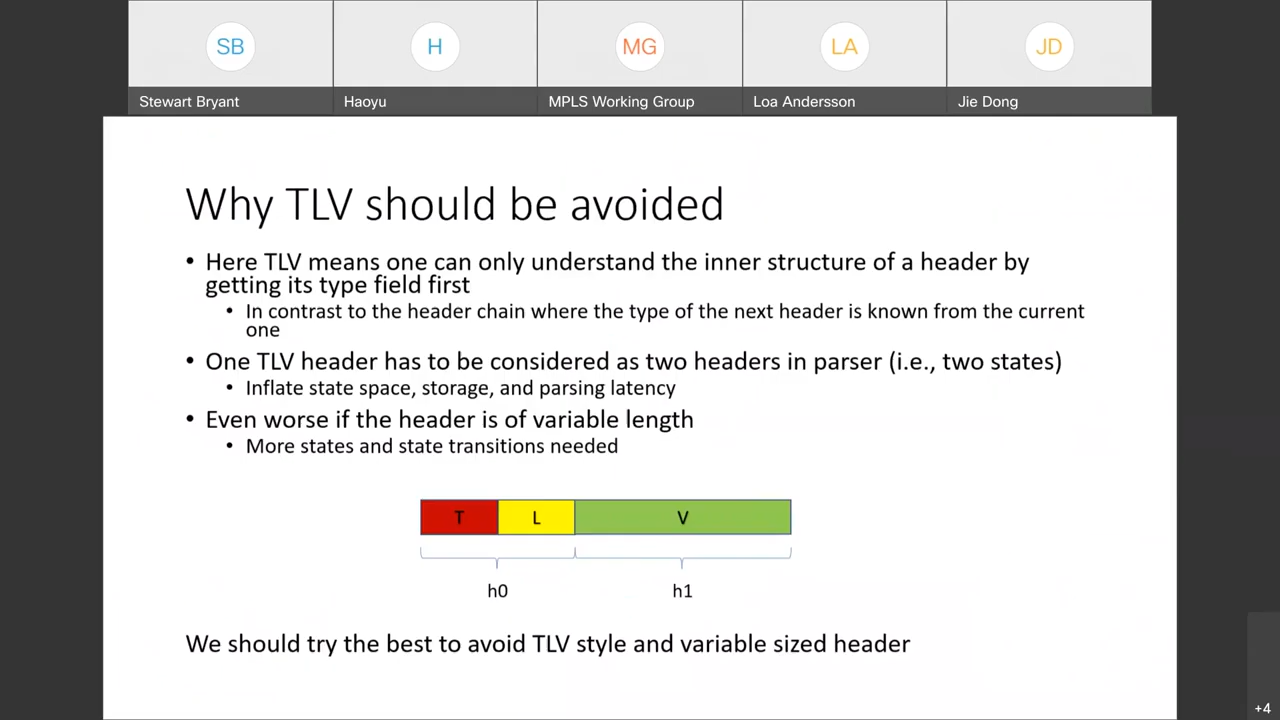 SB
H
MG
LA
JD
Stewart Bryant
Haoyu
MPLS Working Group
Loa Andersson
Jie Dong
Why TLV should be avoided
• Here TLV means one can only understand the inner structure of a header by
getting its type field first
• In contrast to the header chain where the type of the next header is known from the current
one
• One TLV header has to be considered as two headers in parser (i.e., two states)
• Inflate state space, storage, and parsing latency
• Even worse if the header is of variable length
• More states and state transitions needed
T L V
h0 h1
We should try the best to avoid TLV style and variable sized header
+4